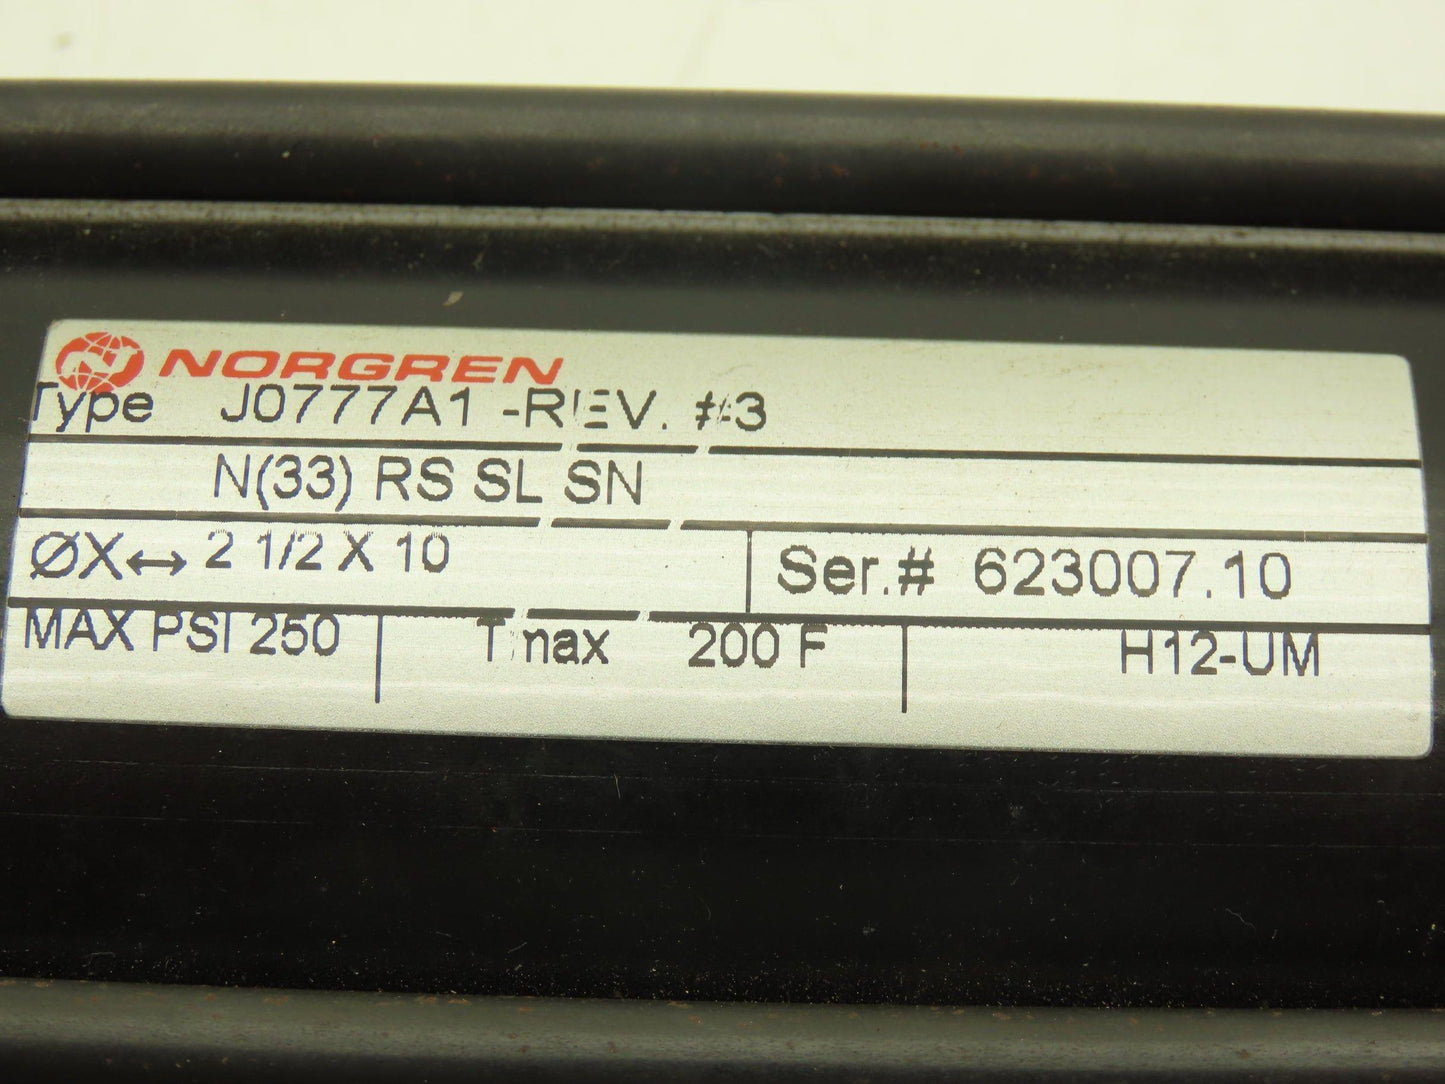 NORGREN
Type J0777A1 -REV. #3
N(33) RS SL SN
ØX↔ 2 1/2 X 10 Ser.# 623007.10
MAX PSI 250 Tmax 200 F H12-UM